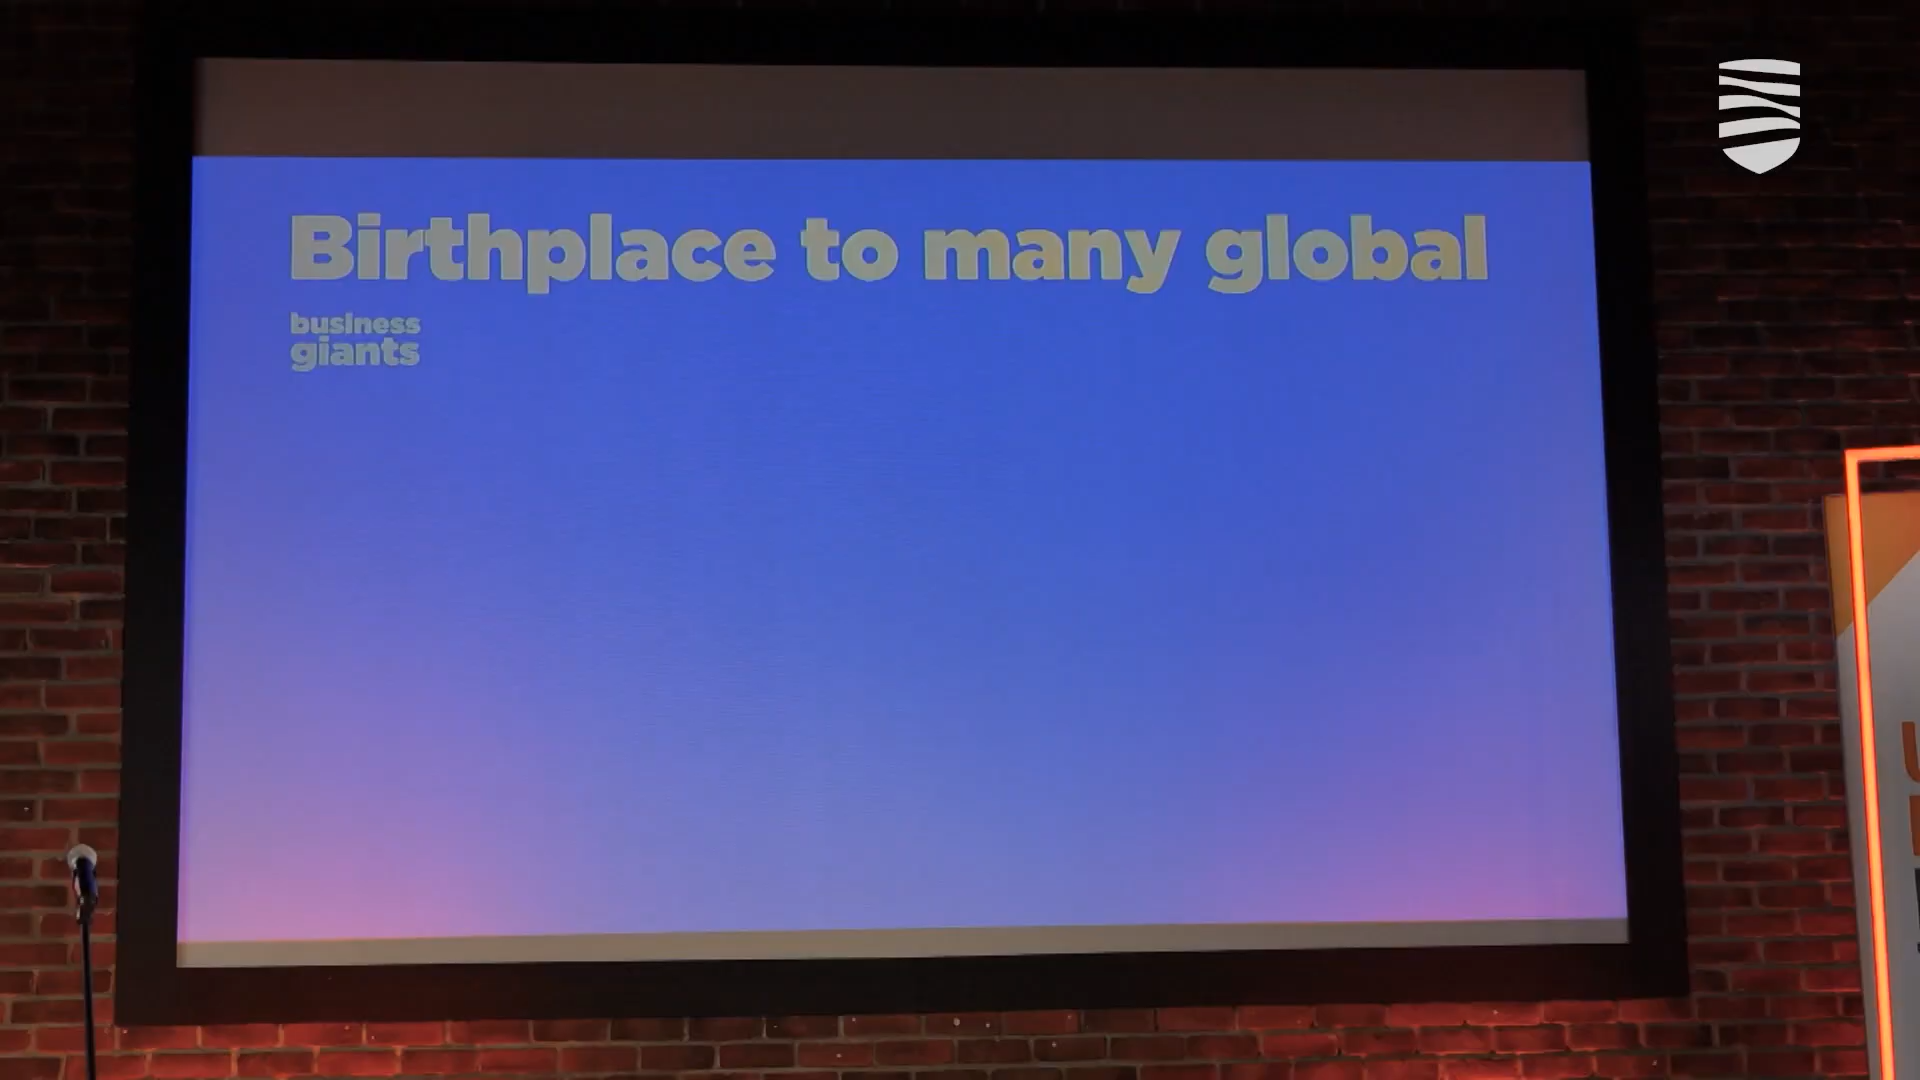 Birthplace to many global
business
giants